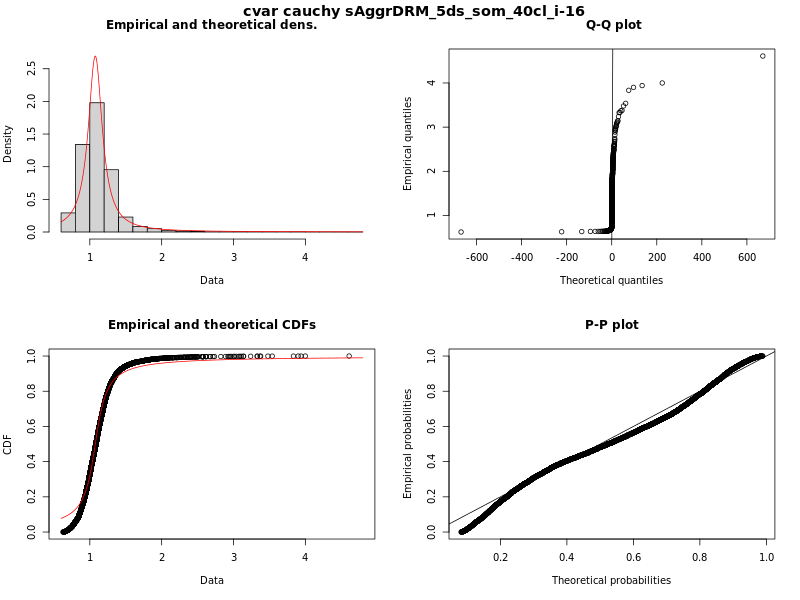 cvar cauchy sAggrDRM_5ds_som_40cl_i-16
Empirical and theoretical dens.
Density
0.0 0.5 1.0 1.5 2.0 2.5
1 2 3 4
Data
Q-Q plot
Empirical quantiles
1 2 3 4
-600 -400 -200 0 200 400 600
Theoretical quantiles
Empirical and theoretical CDFs
CDF
0.0 0.2 0.4 0.6 0.8 1.0
1 2 3 4
Data
P-P plot
Empirical probabilities
0.0 0.2 0.4 0.6 0.8 1.0
0.2 0.4 0.6 0.8 1.0
Theoretical probabilities